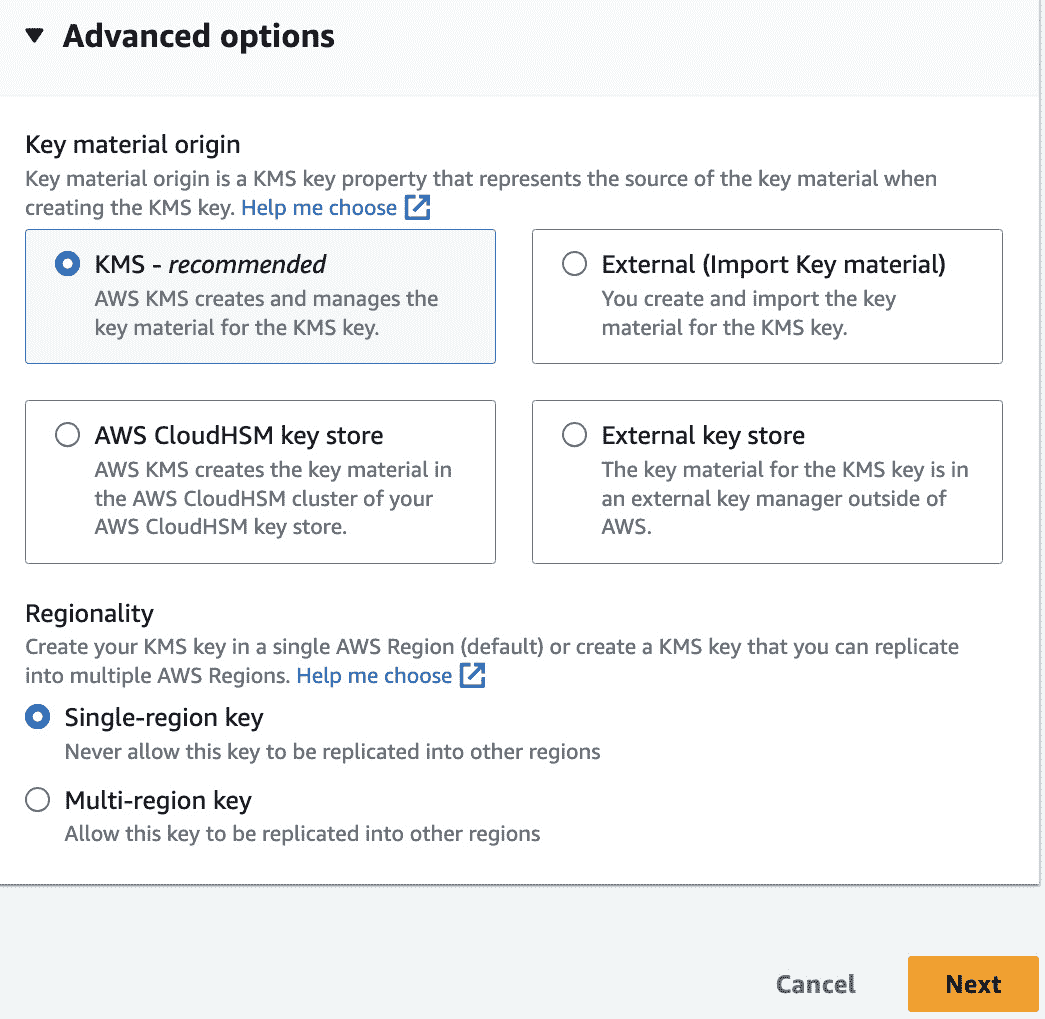 Advanced options
Key material origin
Key material origin is a KMS key property that represents the source of the key material when
creating the KMS key. Help me choose
KMS - recommended
AWS KMS creates and manages the
key material for the KMS key.
External (Import Key material)
You create and import the key
material for the KMS key.
AWS CloudHSM key store
AWS KMS creates the key material in
the AWS CloudHSM cluster of your
AWS CloudHSM key store.
External key store
The key material for the KMS key is in
an external key manager outside of
AWS.
Regionality
Create your KMS key in a single AWS Region (default) or create a KMS key that you can replicate
into multiple AWS Regions. Help me choose
Single-region key
Never allow this key to be replicated into other regions
Multi-region key
Allow this key to be replicated into other regions
Cancel
Next